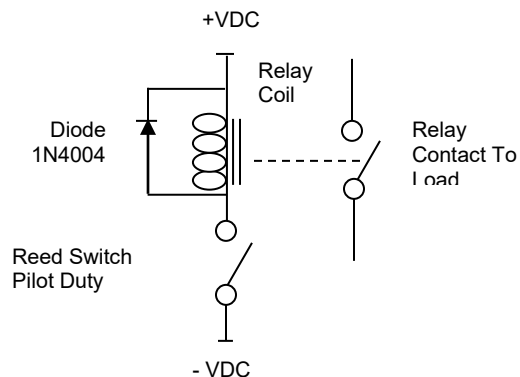 +VDC
Relay
Coil
Diode
1N4004
Relay
Contact To
Load
Reed Switch
Pilot Duty
- VDC